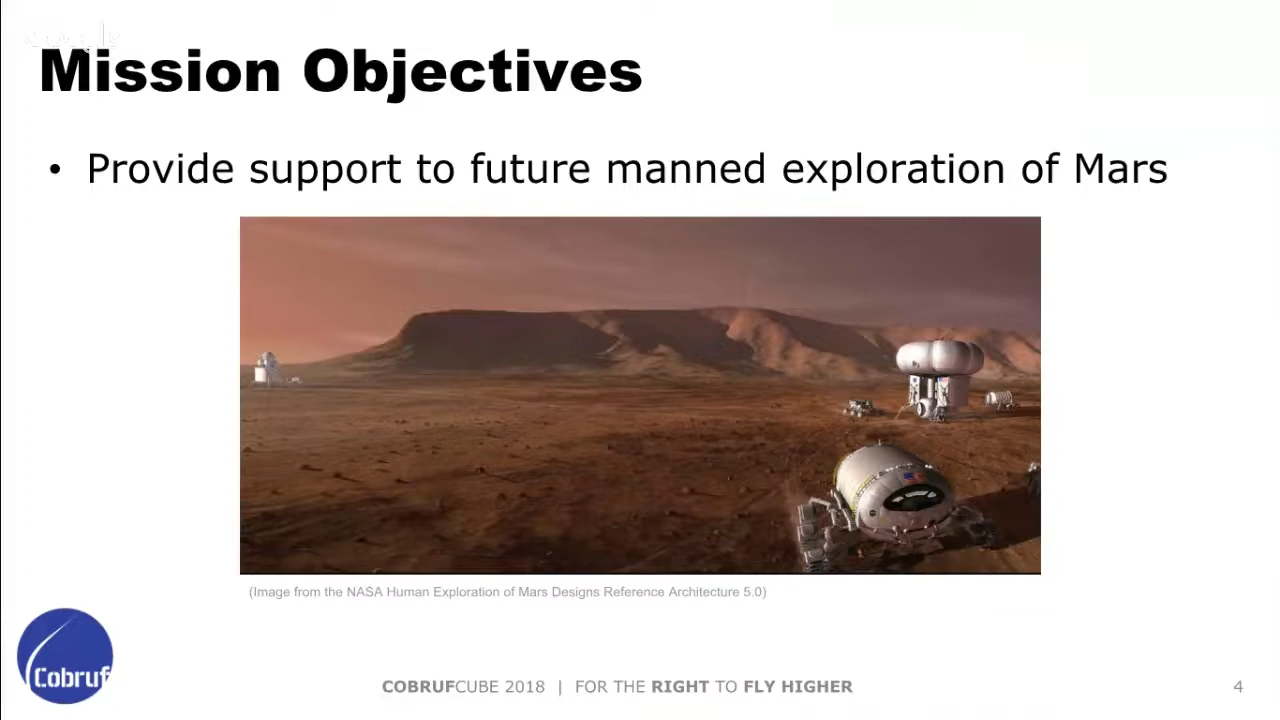 Mission Objectives
• Provide support to future manned exploration of Mars
(Image from the NASA Human Exploration of Mars Designs Reference Architecture 5.0)
Cobruf
COBRUFCUBE 2018 | FOR THE RIGHT TO FLY HIGHER
4